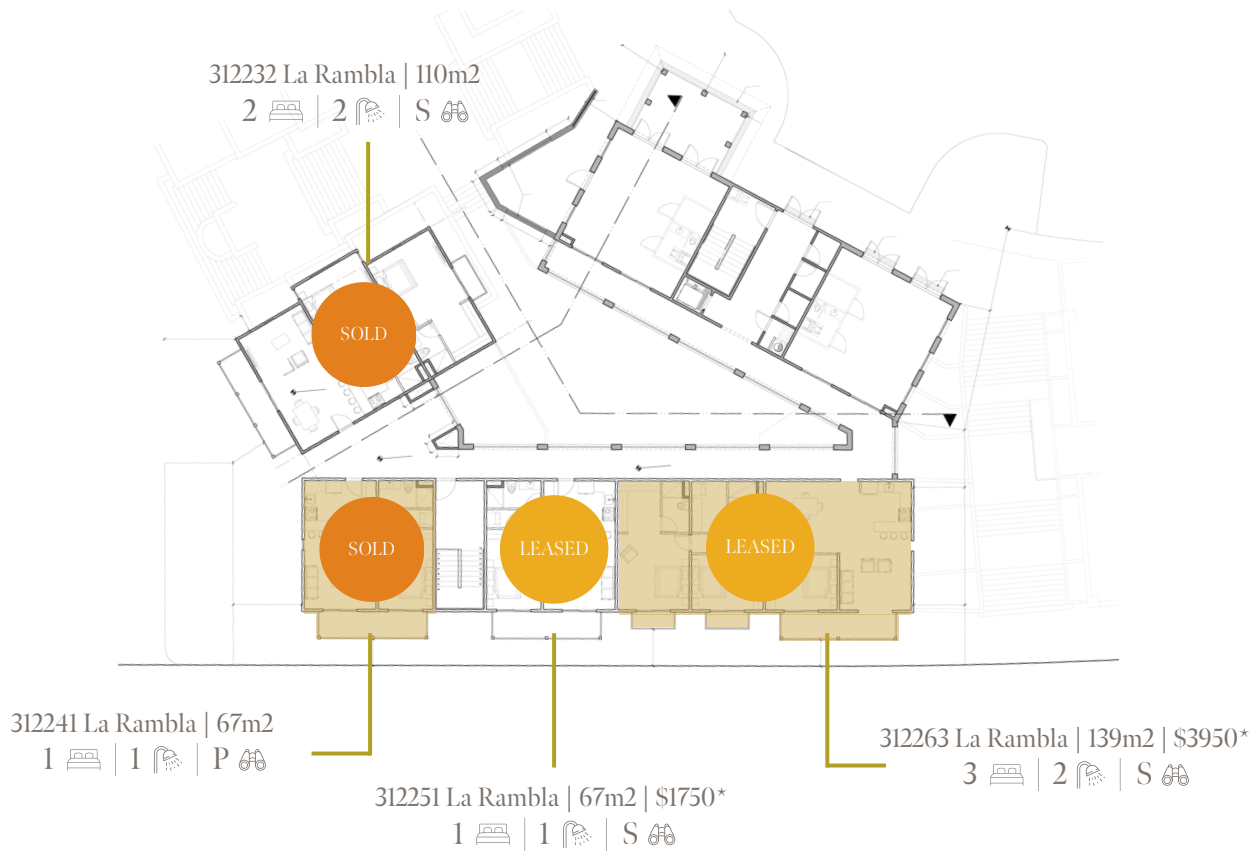 312232 La Rambla | 110m2
2 | 2 | S
SOLD
SOLD
LEASED
LEASED
312241 La Rambla | 67m2
1 | 1 | P
312263 La Rambla | 139m2 | $3950*
3 | 2 | S
312251 La Rambla | 67m2 | $1750*
1 | 1 | S